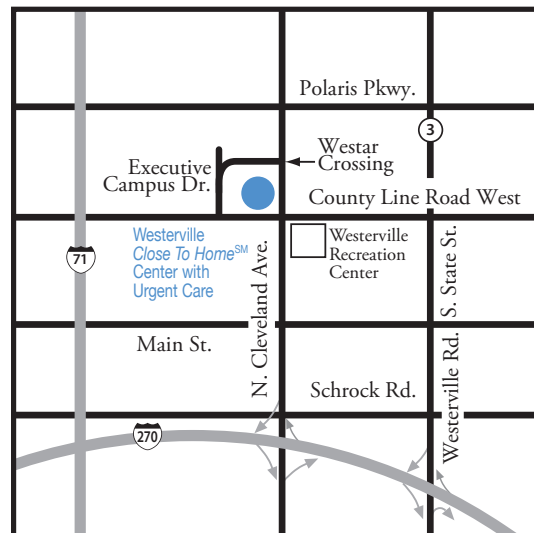 Polaris Pkwy.
3
Westar
Crossing
Executive
Campus Dr.
County Line Road West
Westerville
Close To Home℠
Center with
Urgent Care
Westerville
Recreation
Center
71
N. Cleveland Ave.
S. State St.
Main St.
Westerville Rd.
Schrock Rd.
270